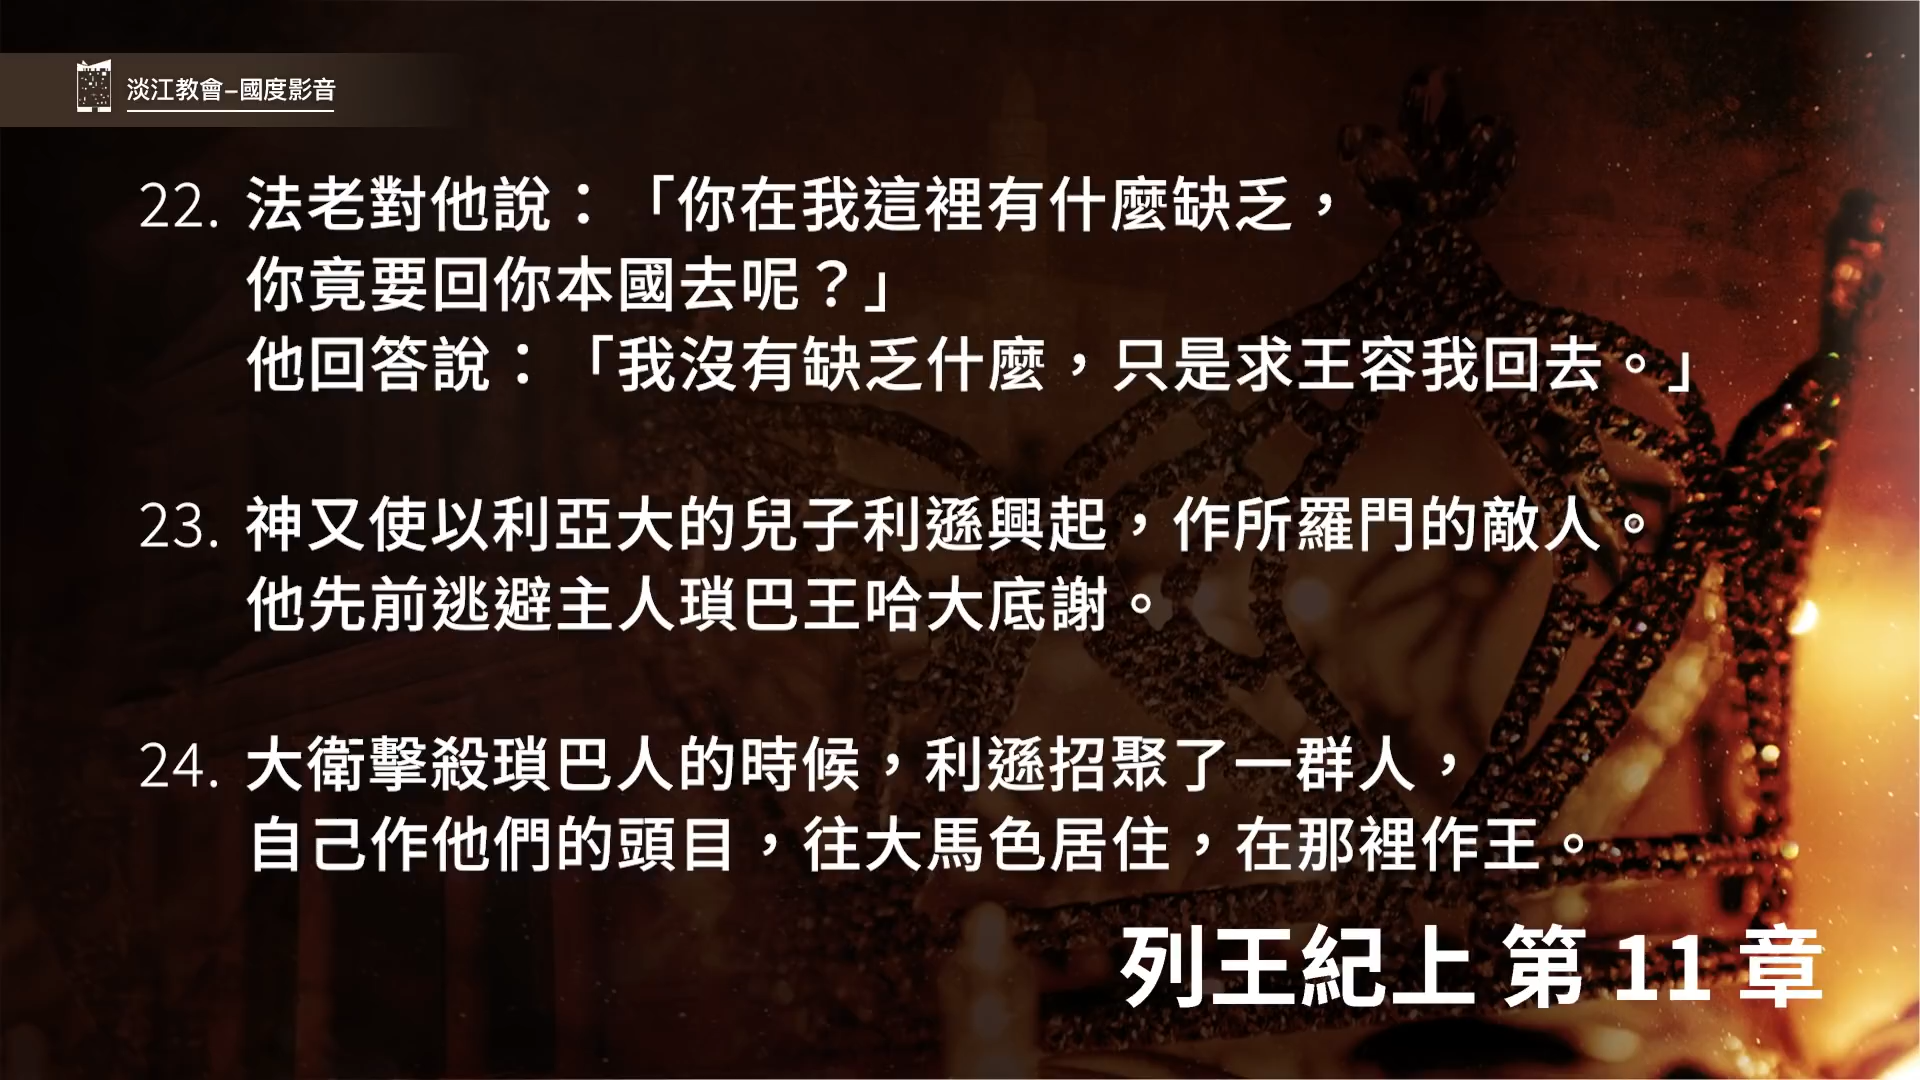 淡江教會–國度影音
22. 法老對他說：「你在我這裡有什麼缺乏，
你竟要回你本國去呢？」
他回答說：「我沒有缺乏什麼，只是求王容我回去。」
23. 神又使以利亞大的兒子利遜興起，作所羅門的敵人。
他先前逃避主人瑣巴王哈大底謝。
24. 大衛擊殺瑣巴人的時候，利遜招聚了一群人，
自己作他們的頭目，往大馬色居住，在那裡作王。
列王紀上 第 11 章